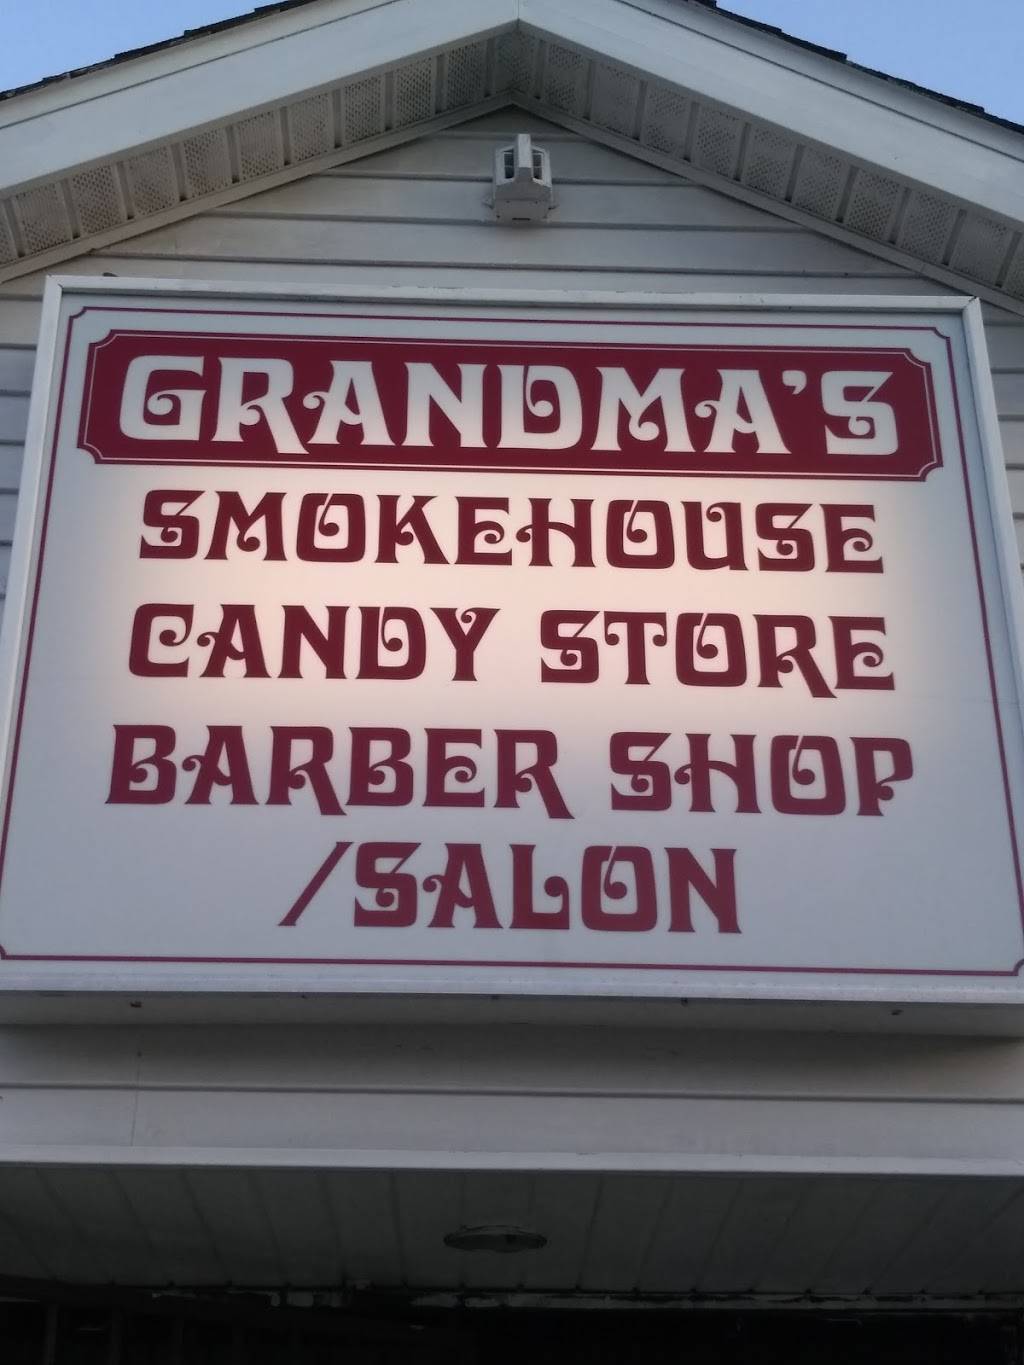 GRANDMA'S
SMOKEHOUSE
CANDY STORE
BARBER SHOP
/SALON